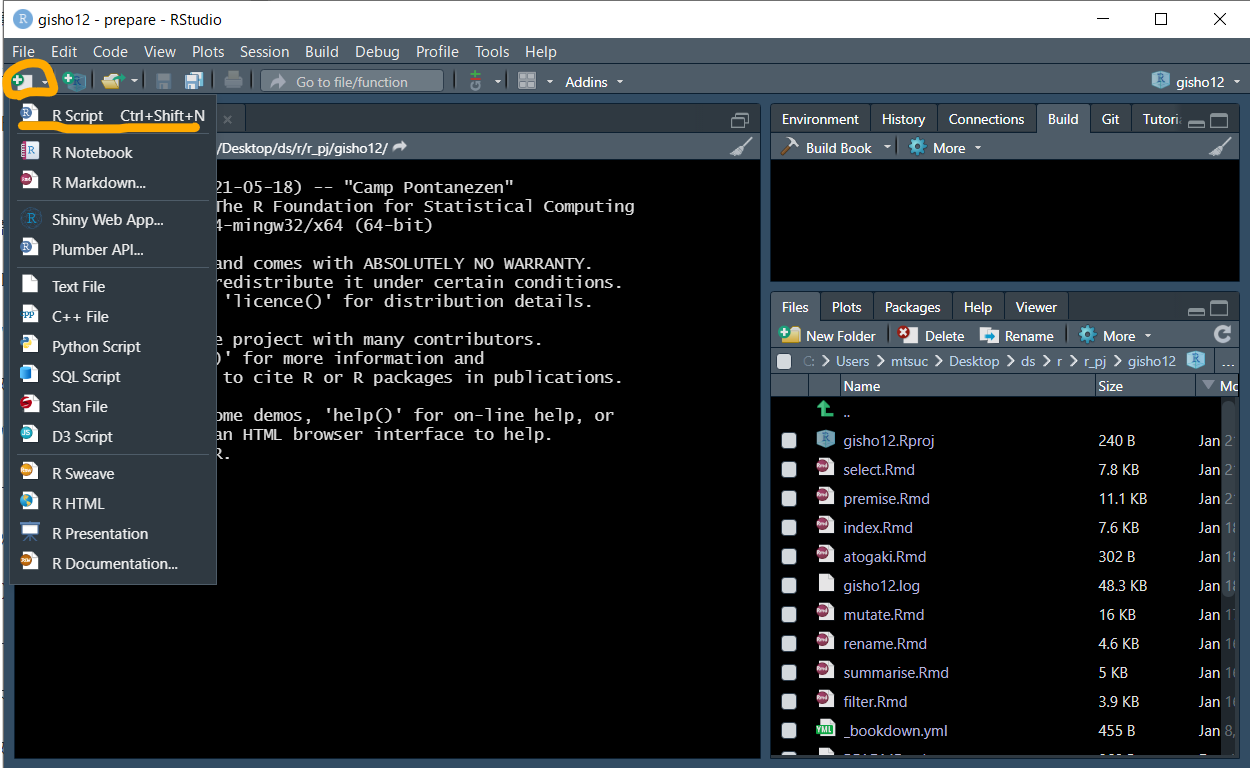 gisho12 - prepare - RStudio
File Edit Code View Plots Session Build Debug Profile Tools Help
Go to file/function Addins gisho12
R Script Ctrl+Shift+N
R Notebook
R Markdown...
Shiny Web App...
Plumber API...
Text File
C++ File
Python Script
SQL Script
Stan File
D3 Script
R Sweave
R HTML
R Presentation
R Documentation...
/Desktop/ds/r/r_pj/gisho12/
21-05-18) -- "Camp Pontanezen"
The R Foundation for Statistical Computing
4-mingw32/x64 (64-bit)
and comes with ABSOLUTELY NO WARRANTY.
redistribute it under certain conditions.
'licence()' for distribution details.
e project with many contributors.
)' for more information and
to cite R or R packages in publications.
ome demos, 'help()' for on-line help, or
an HTML browser interface to help.
R.
Environment History Connections Build Git Tutori
Build Book More
Files Plots Packages Help Viewer
New Folder Delete Rename More
C: Users mtsuc Desktop ds r r_pj gisho12 ...
Name Size Mo
..
gisho12.Rproj 240 B Jan 21
select.Rmd 7.8 KB Jan 21
premise.Rmd 11.1 KB Jan 21
index.Rmd 7.6 KB Jan 18
atogaki.Rmd 302 B Jan 18
gisho12.log 48.3 KB Jan 18
mutate.Rmd 16 KB Jan 17
rename.Rmd 4.6 KB Jan 16
summarise.Rmd 5 KB Jan 16
filter.Rmd 3.9 KB Jan 16
_bookdown.yml 455 B Jan 8,